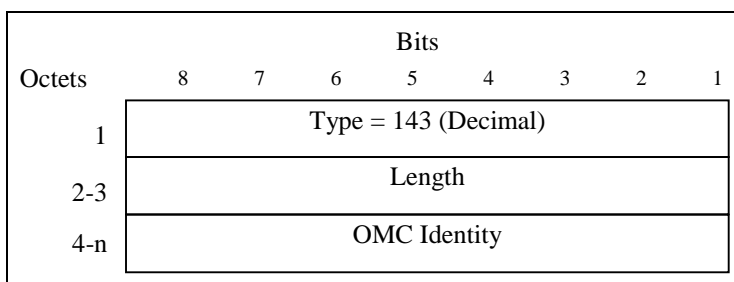 Bits
Octets 8 7 6 5 4 3 2 1
1 Type = 143 (Decimal)
2-3 Length
4-n OMC Identity